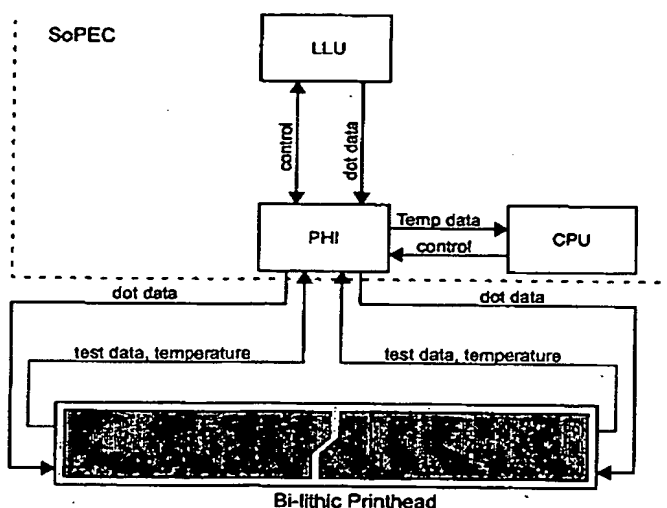 SoPEC
LLU
control
dot data
PHI
Temp data
control
CPU
dot data
dot data
test data, temperature
test data, temperature
Bi-lithic Printhead